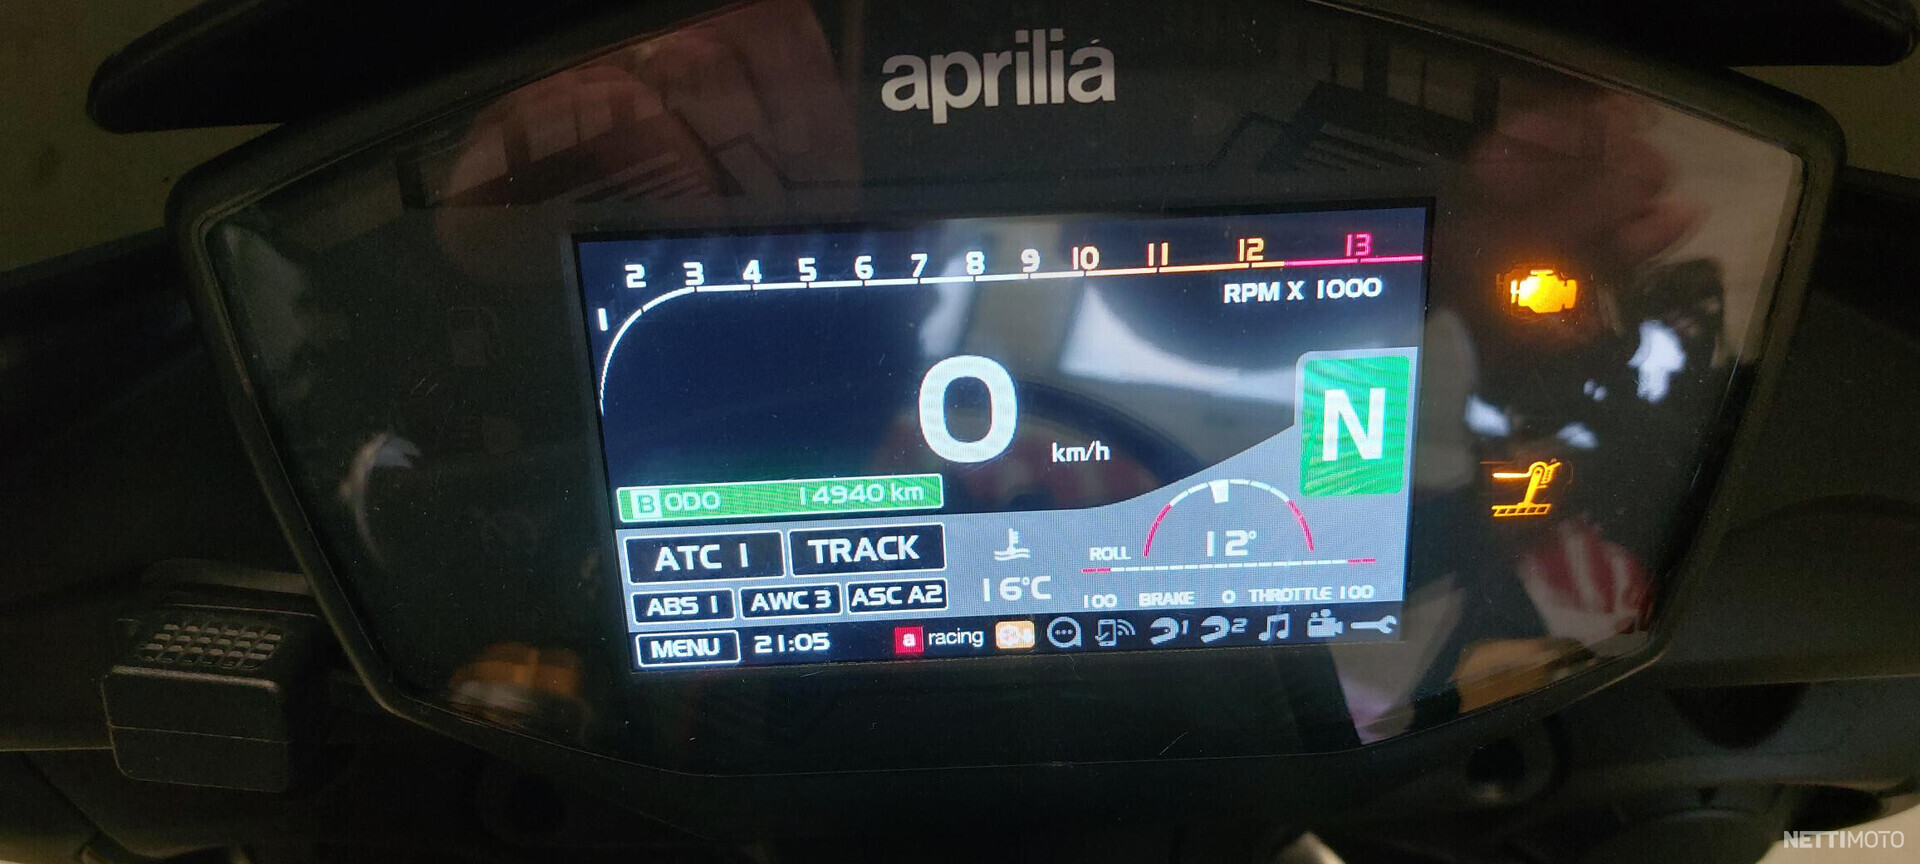 aprilia
1 2 3 4 5 6 7 8 9 10 11 12 13
RPM X 1000
0 km/h
N
B ODO 14940 km
ATC 1 TRACK
ABS 1 AWC 3 ASC A2
16°C
ROLL 12°
100 BRAKE 0 THROTTLE 100
MENU 21:05 a racing 1 2
NETTIMOTO